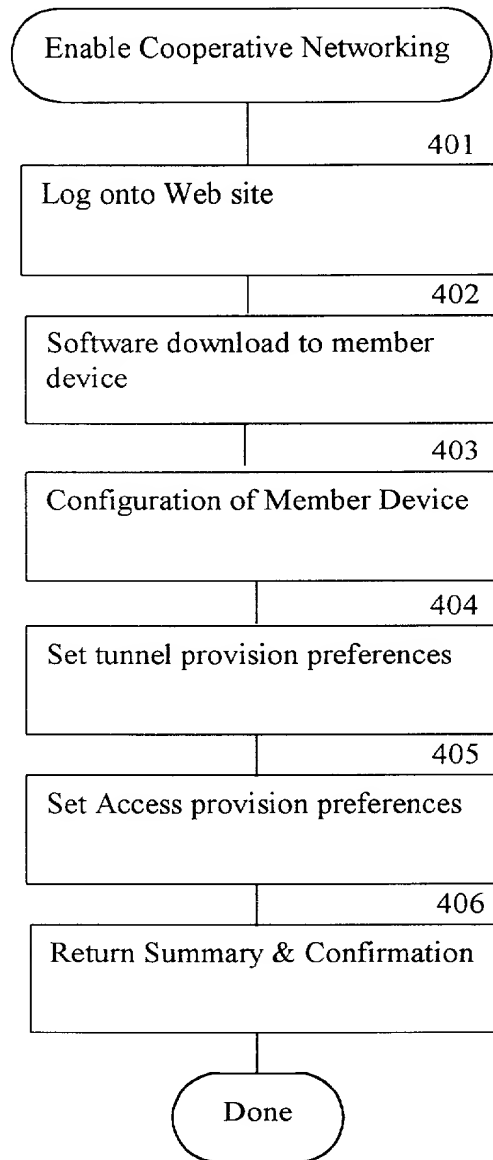 Enable Cooperative Networking
401
Log onto Web site
402
Software download to member
device
403
Configuration of Member Device
404
Set tunnel provision preferences
405
Set Access provision preferences
406
Return Summary & Confirmation
Done